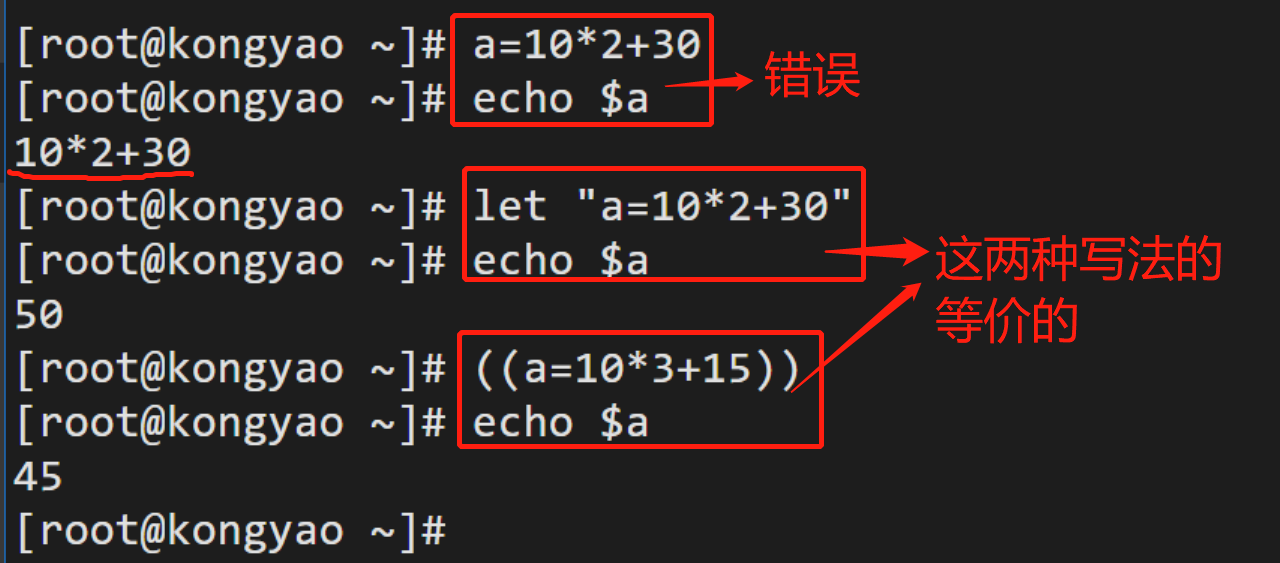 [root@kongyao ~]# a=10*2+30
[root@kongyao ~]# echo $a
错误
10*2+30
[root@kongyao ~]# let "a=10*2+30"
[root@kongyao ~]# echo $a
这两种写法的
等价的
50
[root@kongyao ~]# ((a=10*3+15))
[root@kongyao ~]# echo $a
45
[root@kongyao ~]#